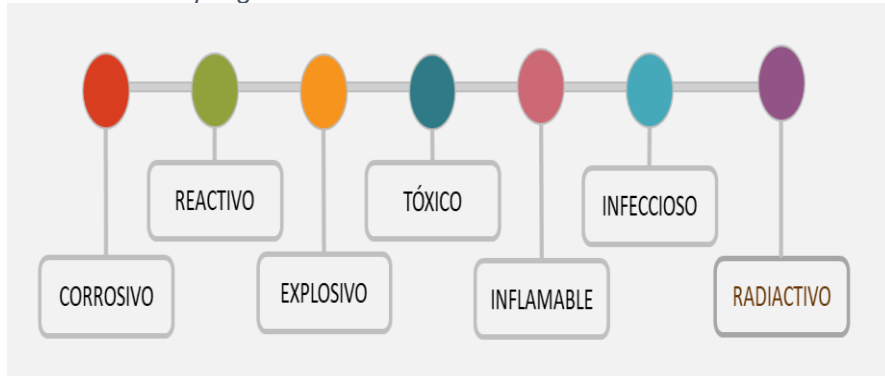 CORROSIVO
REACTIVO
EXPLOSIVO
TÓXICO
INFLAMABLE
INFECCIOSO
RADIACTIVO